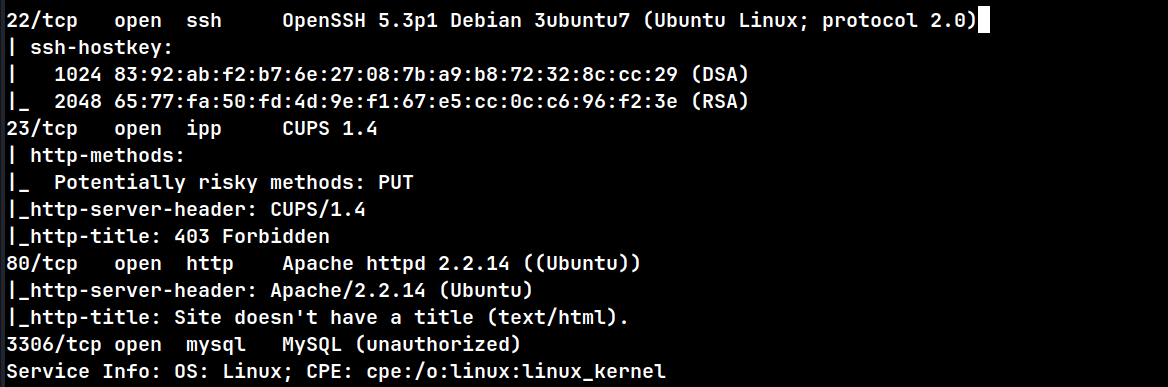 22/tcp   open  ssh     OpenSSH 5.3p1 Debian 3ubuntu7 (Ubuntu Linux; protocol 2.0)
| ssh-hostkey:
|   1024 83:92:ab:f2:b7:6e:27:08:7b:a9:b8:72:32:8c:cc:29 (DSA)
|_  2048 65:77:fa:50:fd:4d:9e:f1:67:e5:cc:0c:c6:96:f2:3e (RSA)
23/tcp   open  ipp     CUPS 1.4
| http-methods:
|_  Potentially risky methods: PUT
|_http-server-header: CUPS/1.4
|_http-title: 403 Forbidden
80/tcp   open  http    Apache httpd 2.2.14 ((Ubuntu))
|_http-server-header: Apache/2.2.14 (Ubuntu)
|_http-title: Site doesn't have a title (text/html).
3306/tcp open  mysql   MySQL (unauthorized)
Service Info: OS: Linux; CPE: cpe:/o:linux:linux_kernel